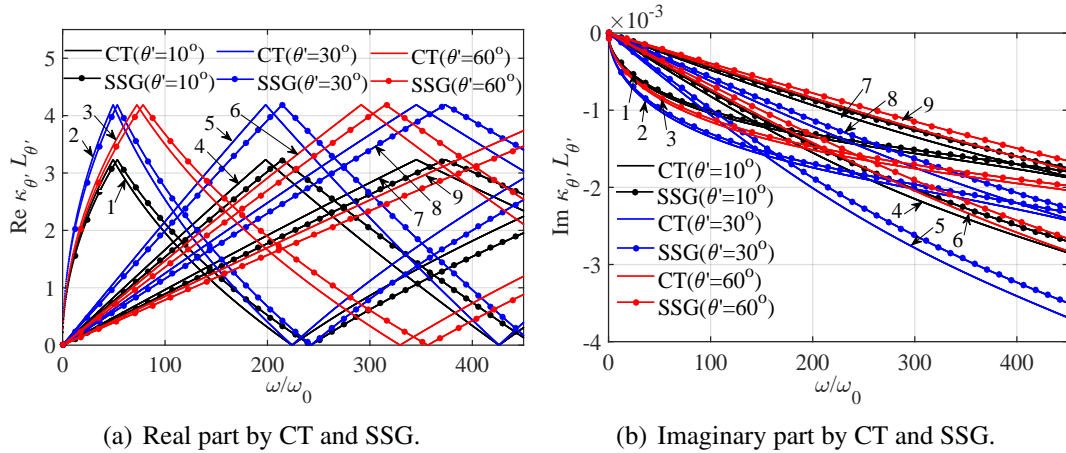 5
4
3
2
1
0
Re κθ' Lθ'
CT(θ'=10°) CT(θ'=30°) CT(θ'=60°)
SSG(θ'=10°) SSG(θ'=30°) SSG(θ'=60°)
3
2
1
6
5
4
7
8
9
0 100 200 300 400
ω/ω0
(a) Real part by CT and SSG.
×10-3
0
-1
-2
-3
-4
Im κθ' Lθ'
1 2 3
7 8 9
CT(θ'=10°)
SSG(θ'=10°)
CT(θ'=30°)
SSG(θ'=30°)
CT(θ'=60°)
SSG(θ'=60°)
4 5 6
0 100 200 300 400
ω/ω0
(b) Imaginary part by CT and SSG.